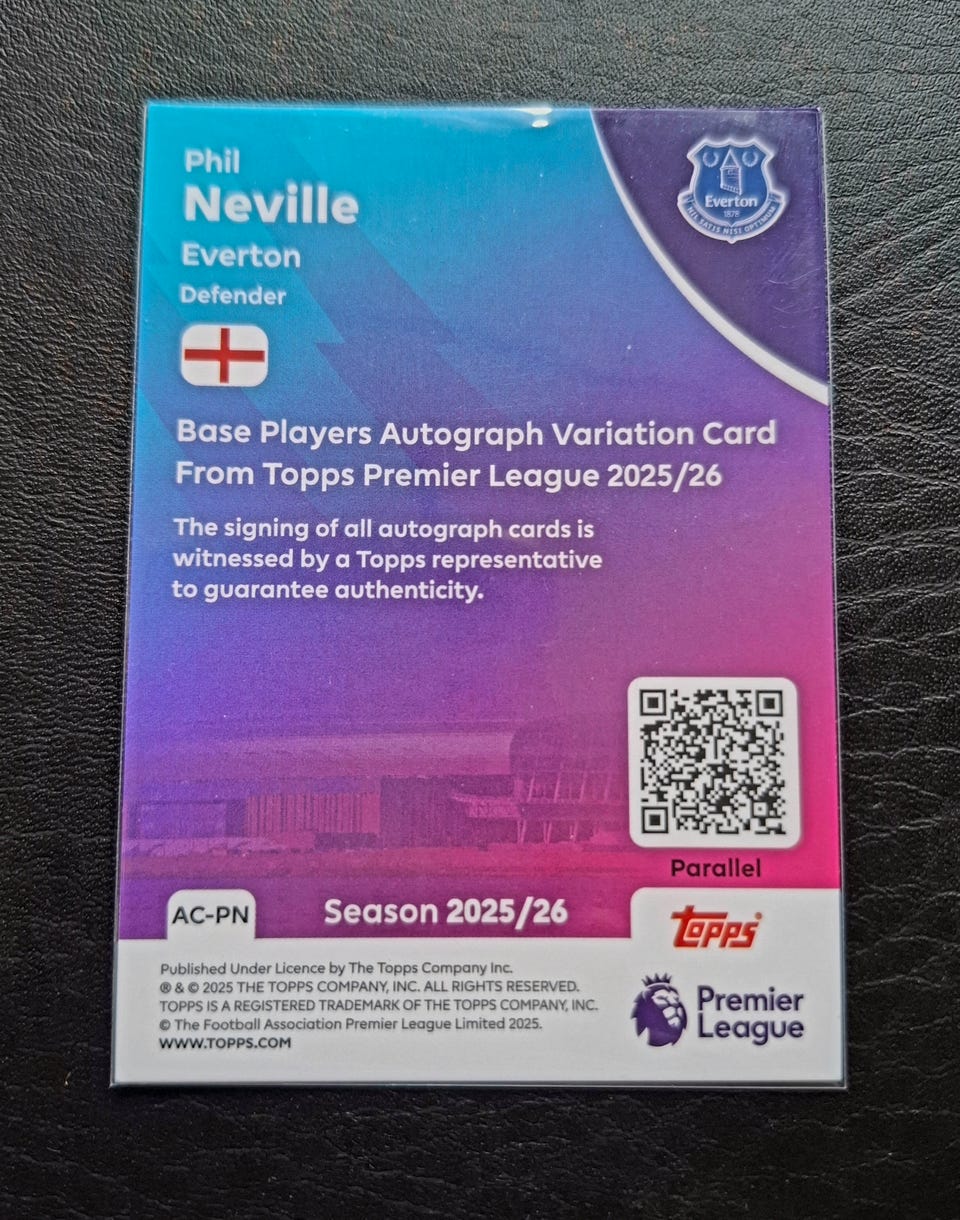 Phil
Neville
Everton
Defender
Everton
1878
NIL SATIS NISI OPTIMUM
Base Players Autograph Variation Card
From Topps Premier League 2025/26
The signing of all autograph cards is
witnessed by a Topps representative
to guarantee authenticity.
Parallel
AC-PN
Season 2025/26
topps
Published Under Licence by The Topps Company Inc.
® & © 2025 THE TOPPS COMPANY, INC. ALL RIGHTS RESERVED.
TOPPS IS A REGISTERED TRADEMARK OF THE TOPPS COMPANY, INC.
© The Football Association Premier League Limited 2025.
WWW.TOPPS.COM
Premier
League